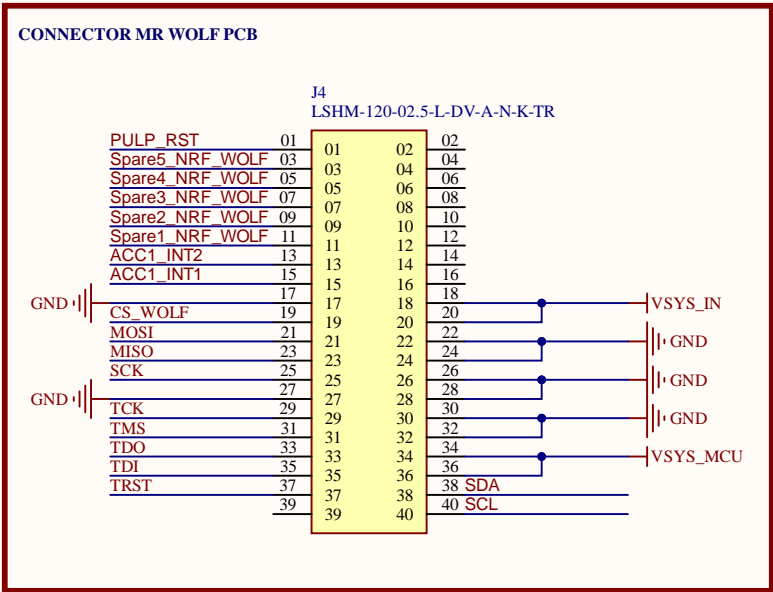 CONNECTOR MR WOLF PCB
J4
LSHM-120-02.5-L-DV-A-N-K-TR
PULP_RST 01 01 02 02
Spare5_NRF_WOLF 03 03 04 04
Spare4_NRF_WOLF 05 05 06 06
Spare3_NRF_WOLF 07 07 08 08
Spare2_NRF_WOLF 09 09 10 10
Spare1_NRF_WOLF 11 11 12 12
ACC1_INT2 13 13 14 14
ACC1_INT1 15 15 16 16
GND 17 17 18 18 VSYS_IN
CS_WOLF 19 19 20 20
MOSI 21 21 22 22 GND
MISO 23 23 24 24
SCK 25 25 26 26 GND
GND 27 27 28 28
TCK 29 29 30 30 GND
TMS 31 31 32 32
TDO 33 33 34 34 VSYS_MCU
TDI 35 35 36 36
TRST 37 37 38 38 SDA
39 39 40 40 SCL